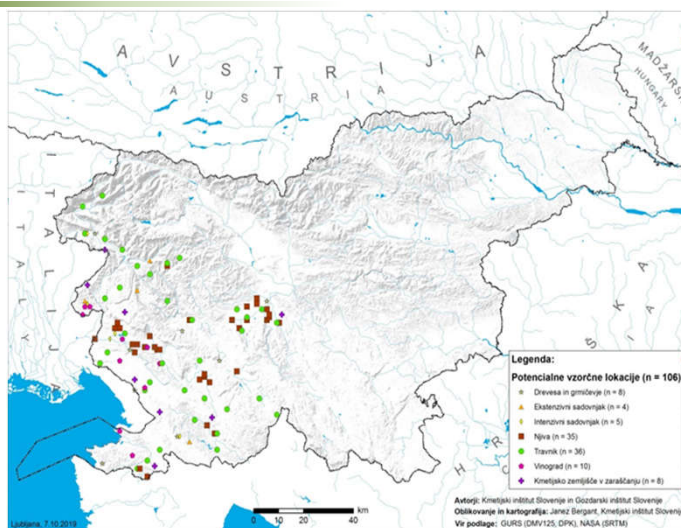 AVSTRIJA
AUSTRIA
MADŽARSKA
HUNGARY
ITALIJA
ITALY
Legenda:
Potencialne vzorčne lokacije (n = 106)
Drevesa in grmičevje (n = 8)
Ekstenzivni sadovnjak (n = 4)
Intenzivni sadovnjak (n = 5)
Njiva (n = 35)
Travnik (n = 36)
Vinograd (n = 10)
Kmetijsko zemljišče v zaraščanju (n = 8)
km
0 10 20 40
Avtorji: Kmetijski inštitut Slovenije in Gozdarski inštitut Slovenije
Oblikovanje in kartografija: Janez Bergant, Kmetijski inštitut Slovenije
Vir podlage: GURS (DMV125, DPK), NASA (SRTM)
Ljubljana, 7.10.2019